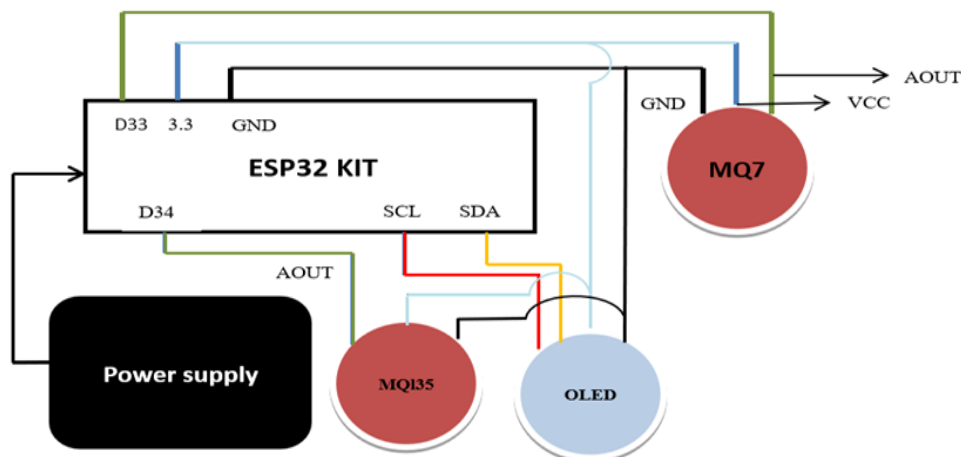 AOUT
VCC
GND
D33 3.3 GND
ESP32 KIT
MQ7
D34 SCL SDA
AOUT
Power supply
MQ135
OLED